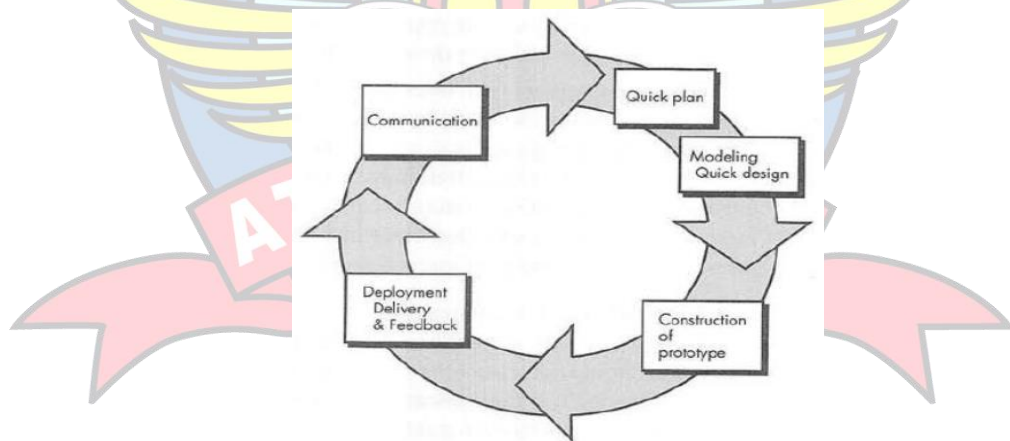 Communication
Quick plan
Modeling
Quick design
Construction
of
prototype
Deployment
Delivery
& Feedback